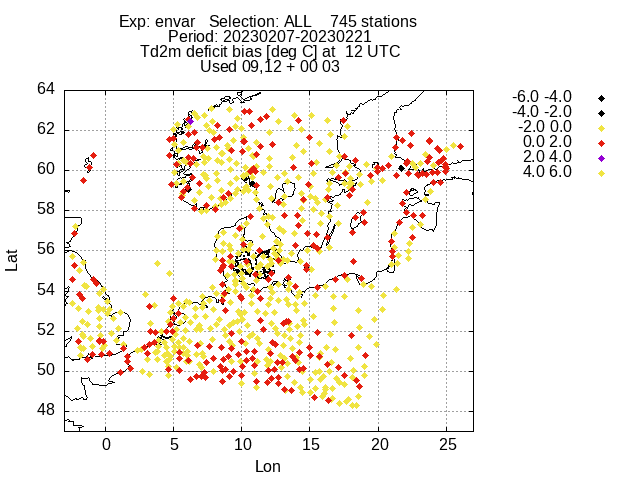 Exp: envar   Selection: ALL    745 stations
Period: 20230207-20230221
Td2m deficit bias [deg C] at  12 UTC
Used 09,12 + 00 03
-6.0 -4.0
-4.0 -2.0
-2.0 0.0
0.0 2.0
2.0 4.0
4.0 6.0
64
62
60
58
56
54
52
50
48
Lat
0 5 10 15 20 25
Lon